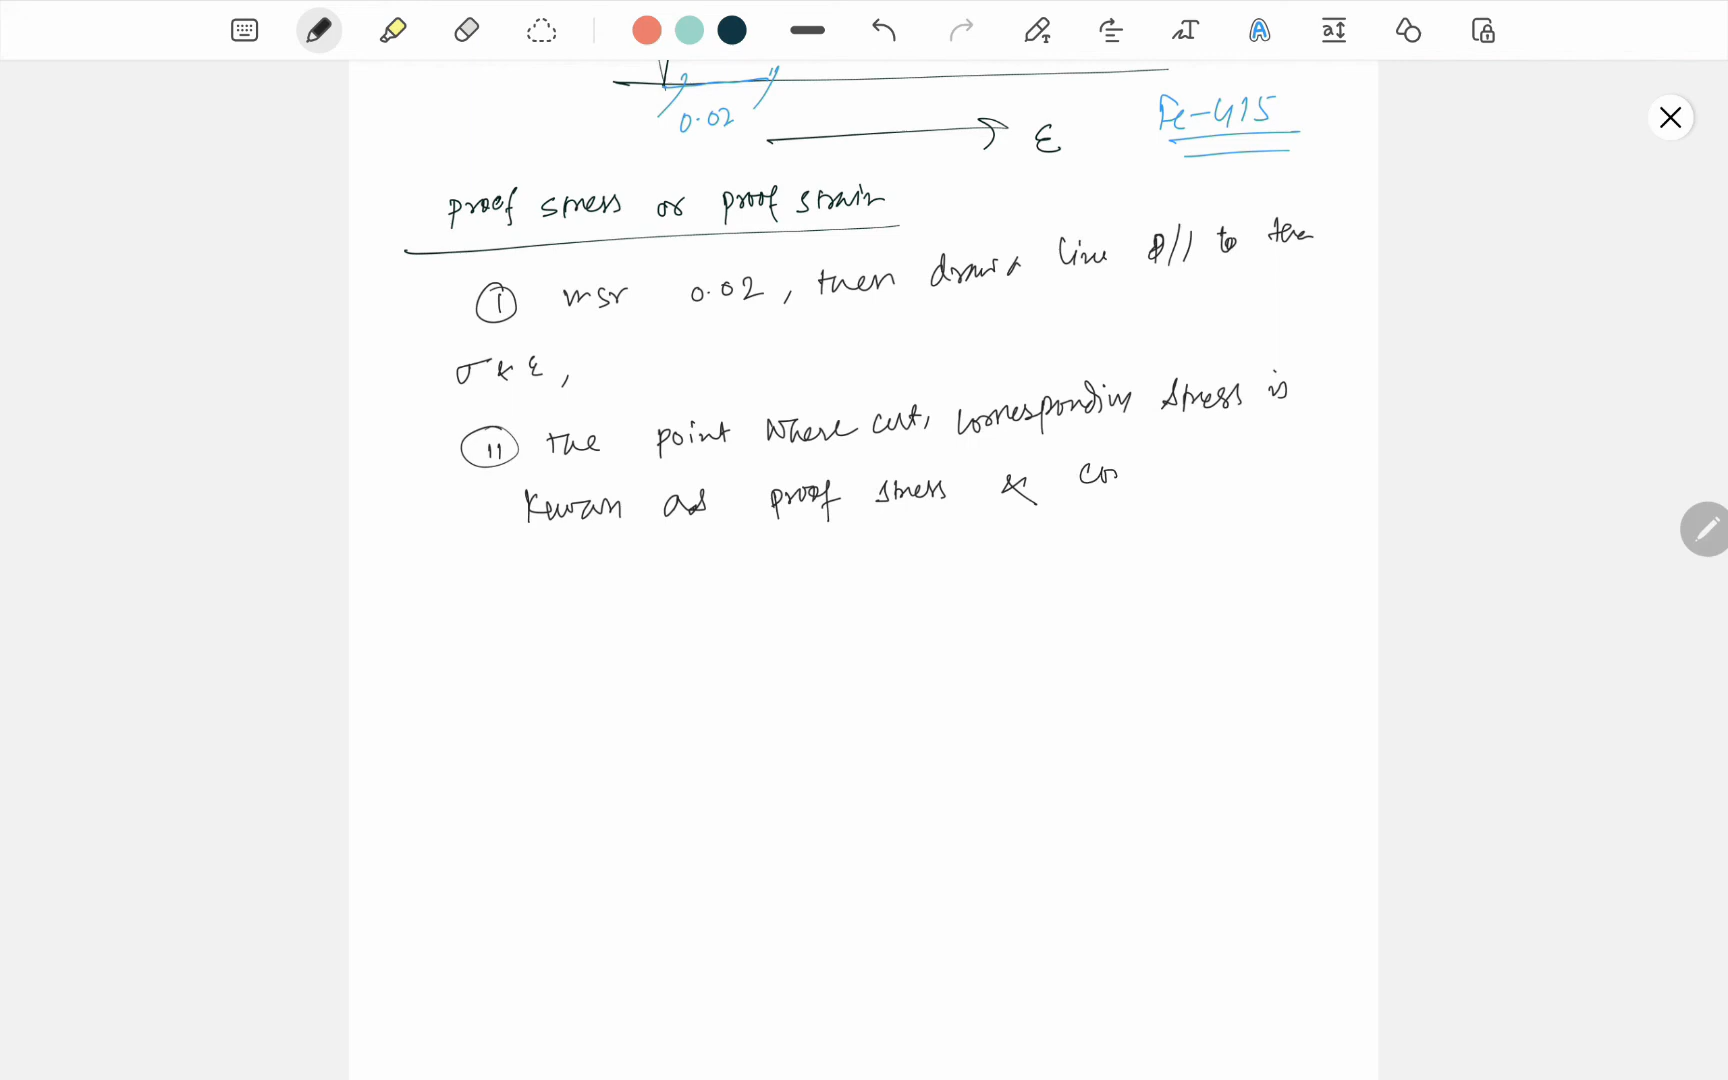 0.02
ε
Fe-415
proof stress or proof strain
① msr 0.02, then draw a line // to the
σ & ε,
⑪ the point where cut, corresponding stress is
known as proof stress & co